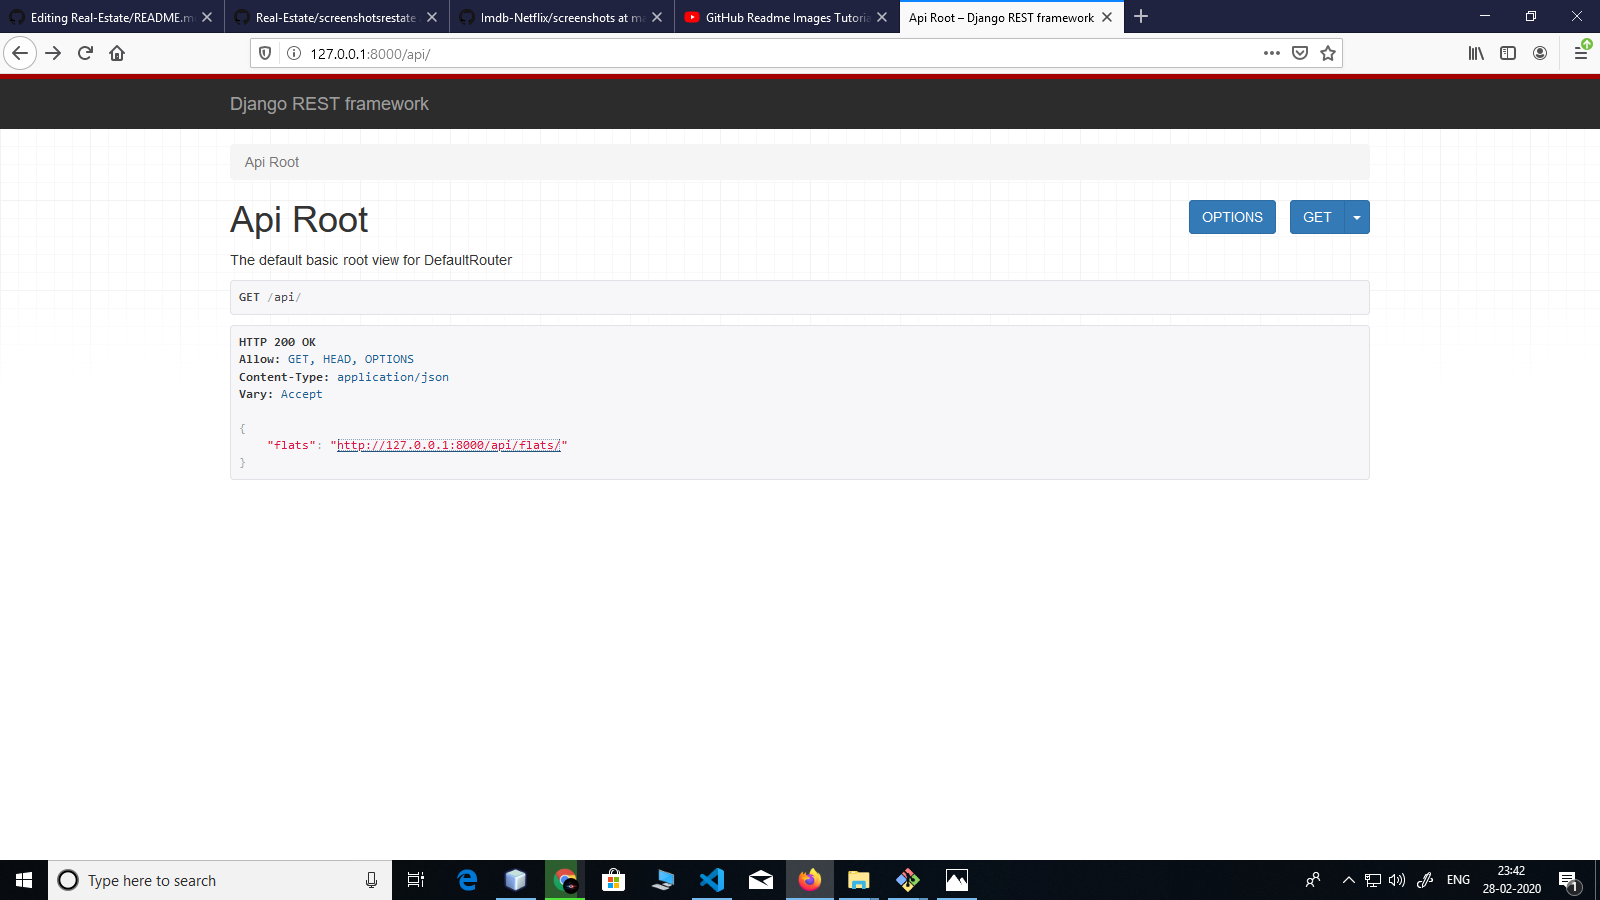 Editing Real-Estate/README.m
Real-Estate/screenshotsrestate
Imdb-Netflix/screenshots at ma
GitHub Readme Images Tutoria
Api Root – Django REST framework
127.0.0.1:8000/api/
Django REST framework
Api Root
Api Root
OPTIONS
GET
The default basic root view for DefaultRouter
GET /api/
HTTP 200 OK
Allow: GET, HEAD, OPTIONS
Content-Type: application/json
Vary: Accept
{
"flats": "http://127.0.0.1:8000/api/flats/"
}
Type here to search
ENG
23:42
28-02-2020
1